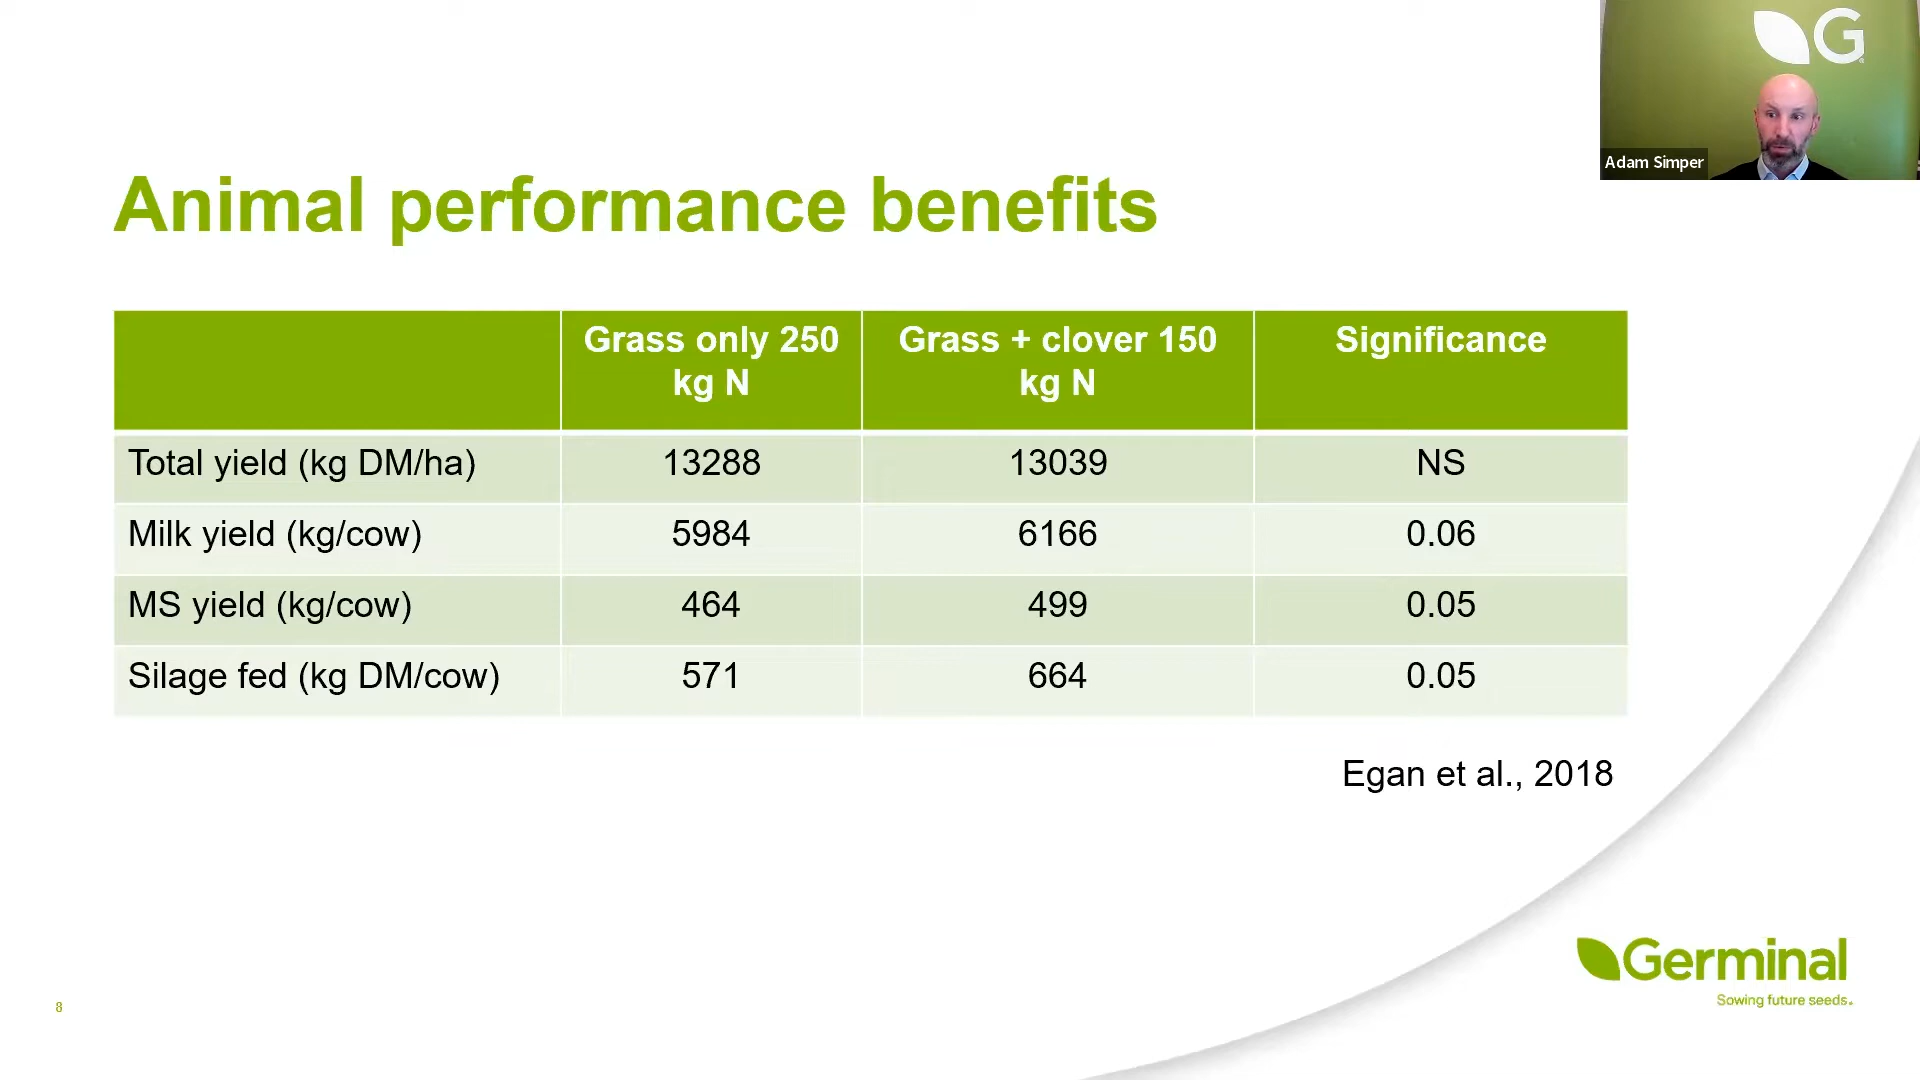 G
Adam Simper
Animal performance benefits
Grass only 250 kg N
Grass + clover 150 kg N
Significance
Total yield (kg DM/ha) 13288 13039 NS
Milk yield (kg/cow) 5984 6166 0.06
MS yield (kg/cow) 464 499 0.05
Silage fed (kg DM/cow) 571 664 0.05
Egan et al., 2018
Germinal
Sowing future seeds.
8